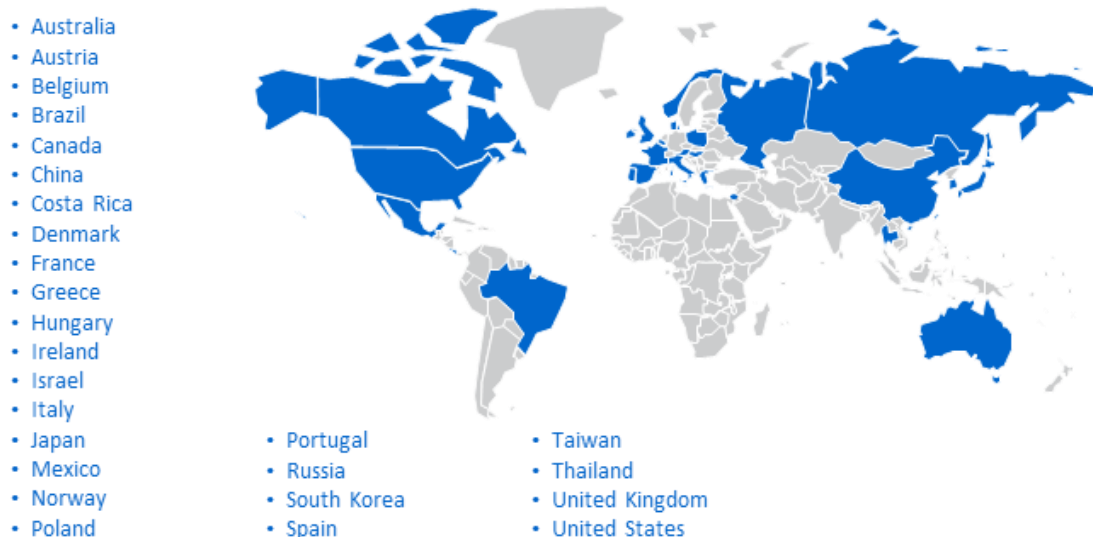 • Australia
• Austria
• Belgium
• Brazil
• Canada
• China
• Costa Rica
• Denmark
• France
• Greece
• Hungary
• Ireland
• Israel
• Italy
• Japan
• Mexico
• Norway
• Poland
• Portugal
• Russia
• South Korea
• Spain
• Taiwan
• Thailand
• United Kingdom
• United States